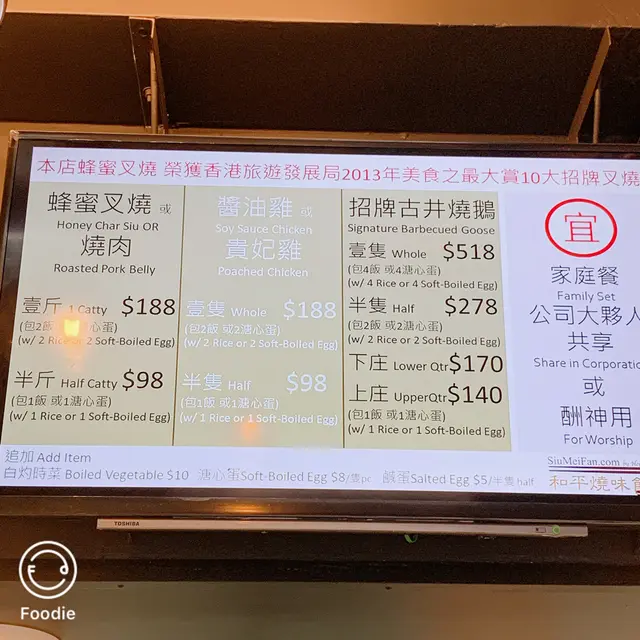 本店蜂蜜叉燒 榮獲香港旅遊發展局2013年美食之最大賞10大招牌叉燒
蜂蜜叉燒 或
Honey Char Siu OR
燒肉
Roasted Pork Belly
壹斤 1 Catty $188
(包2飯 或2溏心蛋)
(w/ 2 Rice or 2 Soft-Boiled Egg)
半斤 Half Catty $98
(包1飯 或1溏心蛋)
(w/ 1 Rice or 1 Soft-Boiled Egg)
醬油雞 或
Soy Sauce Chicken
貴妃雞
Poached Chicken
壹隻 Whole $188
(包2飯 或2溏心蛋)
(w/ 2 Rice or 2 Soft-Boiled Egg)
半隻 Half $98
(包1飯 或1溏心蛋)
(w/ 1 Rice or 1 Soft-Boiled Egg)
招牌古井燒鵝
Signature Barbecued Goose
壹隻 Whole $518
(包4飯 或4溏心蛋)
(w/ 4 Rice or 4 Soft-Boiled Egg)
半隻 Half $278
(包2飯 或2溏心蛋)
(w/ 2 Rice or 2 Soft-Boiled Egg)
下庄 Lower Qtr $170
上庄 UpperQtr $140
(包1飯 或1溏心蛋)
(w/ 1 Rice or 1 Soft-Boiled Egg)
宜
家庭餐
Family Set
公司大夥人
共享
Share in Corporatio
或
酬神用
For Worship
追加 Add Item
白灼時菜 Boiled Vegetable $10 溏心蛋Soft-Boiled Egg $8/隻pc 鹹蛋Salted Egg $5/半隻 half
SiuMeiFan.com
和平燒味
TOSHIBA
Foodie